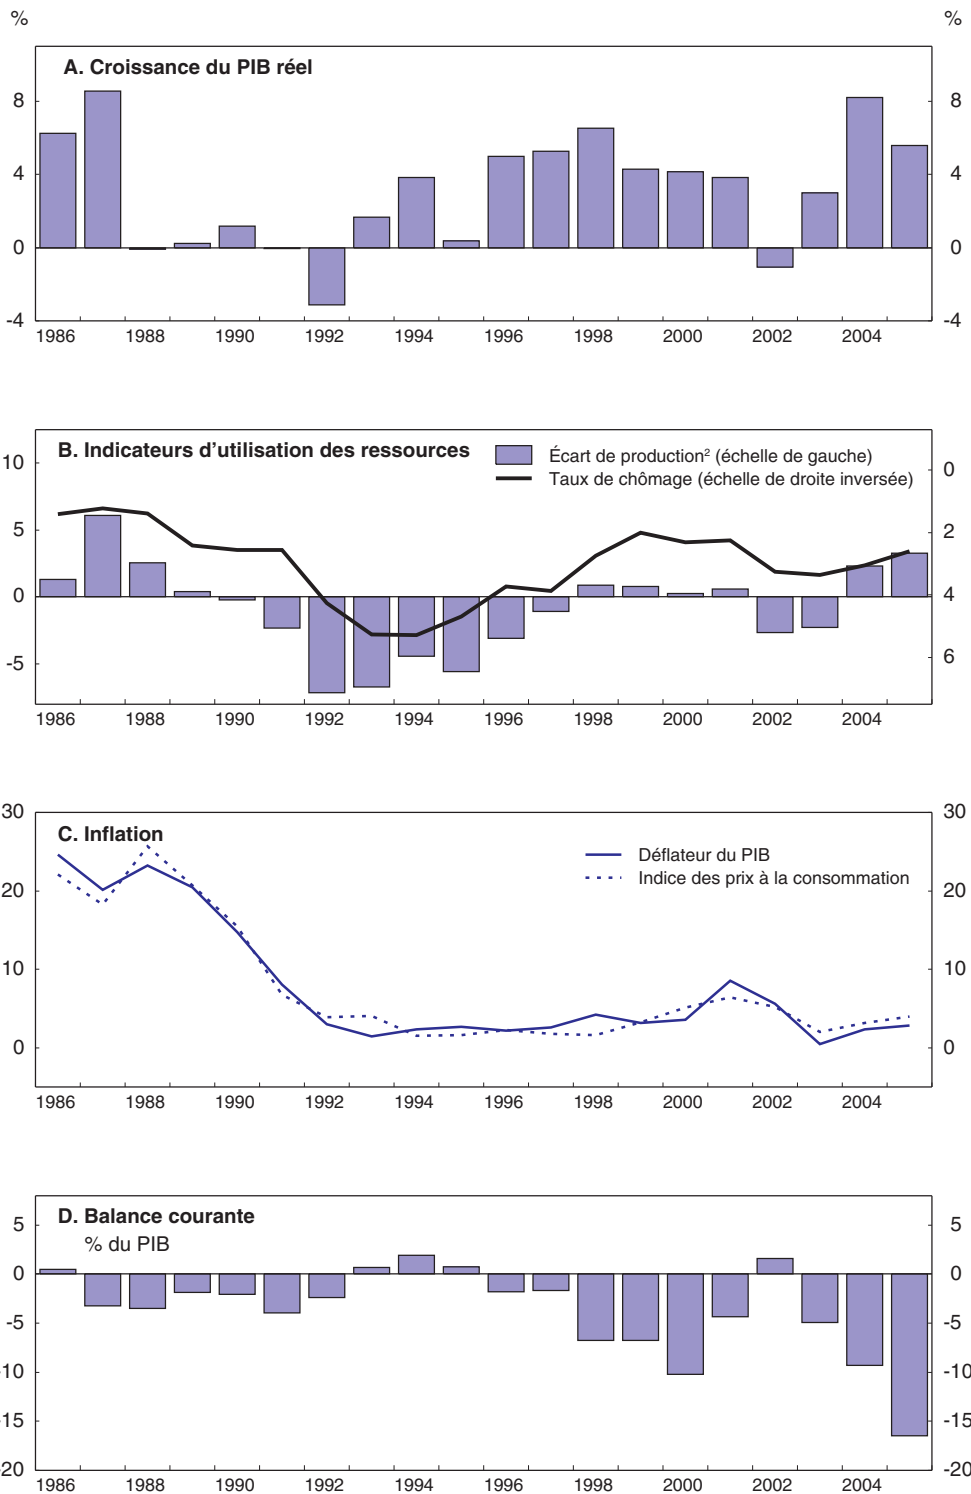 % %
A. Croissance du PIB réel
8 8
4 4
0 0
-4 -4
1986 1988 1990 1992 1994 1996 1998 2000 2002 2004
B. Indicateurs d'utilisation des ressources
Écart de production² (échelle de gauche)
Taux de chômage (échelle de droite inversée)
10 0
5 2
0 4
-5 6
1986 1988 1990 1992 1994 1996 1998 2000 2002 2004
30 30
C. Inflation
Déflateur du PIB
Indice des prix à la consommation
20 20
10 10
0 0
1986 1988 1990 1992 1994 1996 1998 2000 2002 2004
D. Balance courante
% du PIB
5 5
0 0
-5 -5
-10 -10
-15 -15
-20 -20
1986 1988 1990 1992 1994 1996 1998 2000 2002 2004